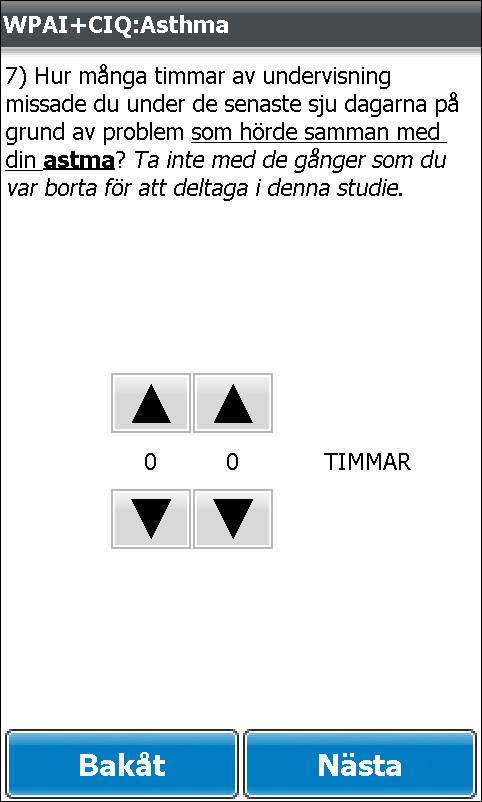 WPAI+CIQ:Asthma
7) Hur många timmar av undervisning
missade du under de senaste sju dagarna på
grund av problem som hörde samman med
din astma? Ta inte med de gånger som du
var borta för att deltaga i denna studie.
0 0 TIMMAR
Bakåt Nästa